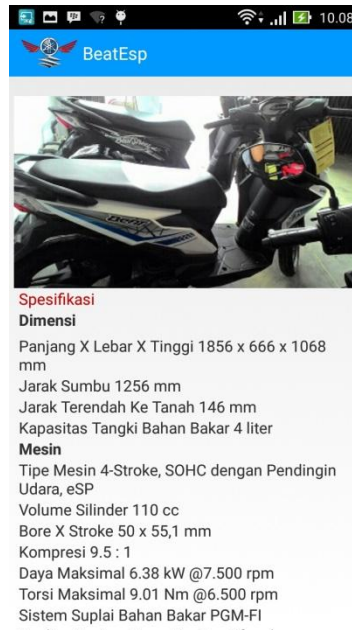 10.08
BeatEsp
BeAT
Spesifikasi
Dimensi
Panjang X Lebar X Tinggi 1856 x 666 x 1068
mm
Jarak Sumbu 1256 mm
Jarak Terendah Ke Tanah 146 mm
Kapasitas Tangki Bahan Bakar 4 liter
Mesin
Tipe Mesin 4-Stroke, SOHC dengan Pendingin
Udara, eSP
Volume Silinder 110 cc
Bore X Stroke 50 x 55,1 mm
Kompresi 9.5 : 1
Daya Maksimal 6.38 kW @7.500 rpm
Torsi Maksimal 9.01 Nm @6.500 rpm
Sistem Suplai Bahan Bakar PGM-FI